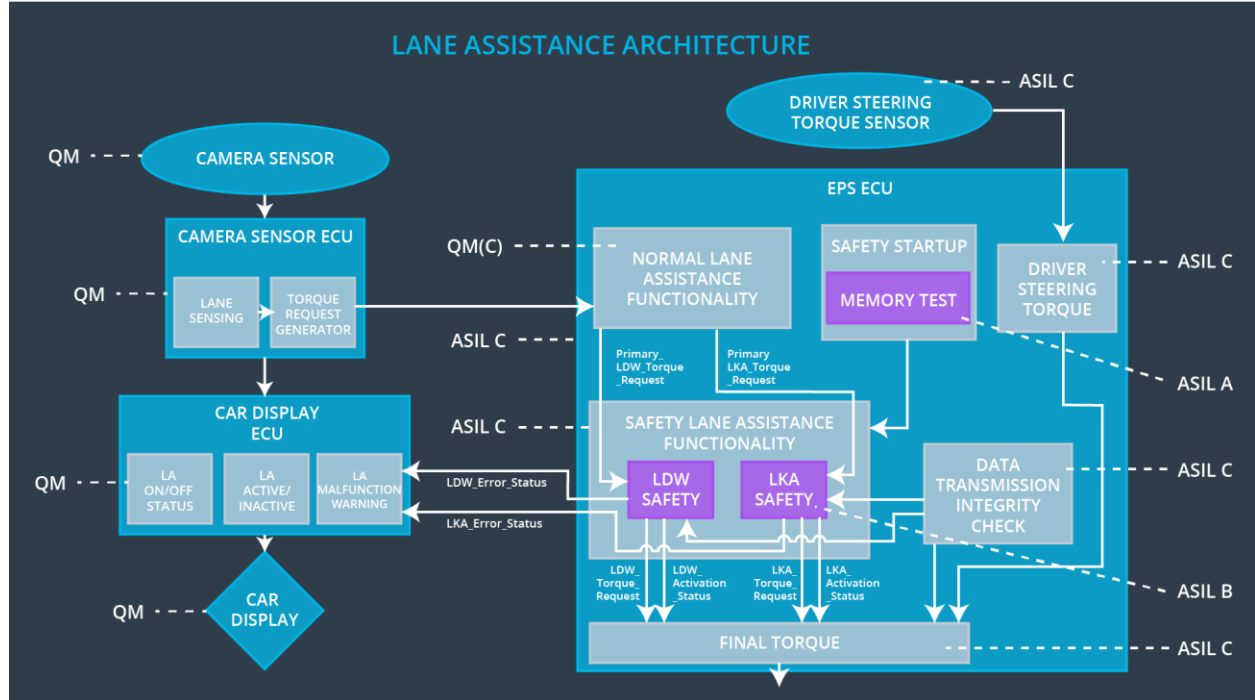 LANE ASSISTANCE ARCHITECTURE
ASIL C
DRIVER STEERING
TORQUE SENSOR
QM
CAMERA SENSOR
EPS ECU
CAMERA SENSOR ECU
QM
LANE
SENSING
TORQUE
REQUEST
GENERATOR
QM(C)
NORMAL LANE
ASSISTANCE
FUNCTIONALITY
SAFETY STARTUP
MEMORY TEST
DRIVER
STEERING
TORQUE
ASIL C
ASIL C
ASIL A
Primary_
LDW_Torque
_Request
Primary
LKA_Torque
_Request
CAR DISPLAY
ECU
QM
LA
ON/OFF
STATUS
LA
ACTIVE/
INACTIVE
LA
MALFUNCTION
WARNING
ASIL C
SAFETY LANE ASSISTANCE
FUNCTIONALITY
LDW
SAFETY
LKA
SAFETY
DATA
TRANSMISSION
INTEGRITY
CHECK
ASIL C
LDW_Error_Status
LKA_Error_Status
LDW_
Torque_
Request
LDW_
Activation
_Status
LKA_
Torque_
Request
LKA_
Activation
_Status
ASIL B
QM
CAR
DISPLAY
FINAL TORQUE
ASIL C